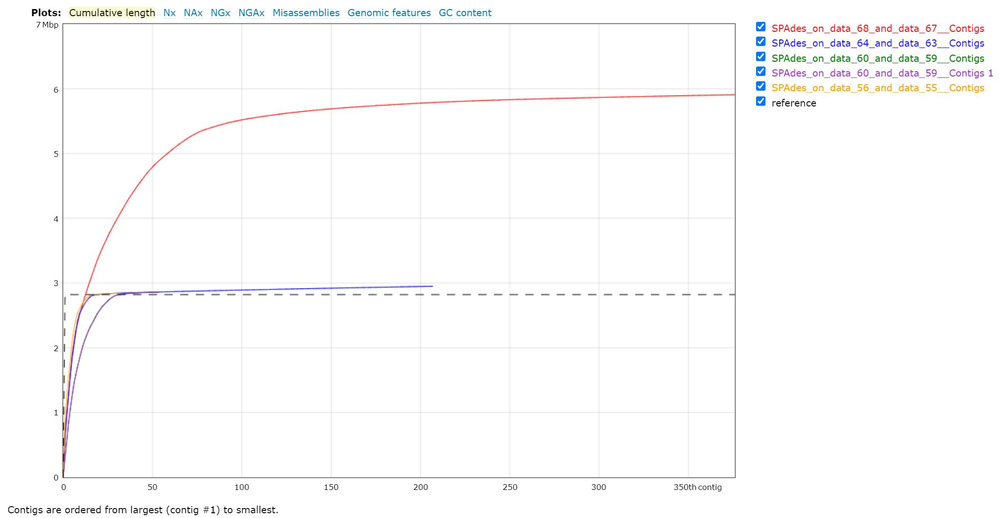 Plots: Cumulative length Nx NAx NGx NGAx Misassemblies Genomic features GC content
7 Mbp
6
5
4
3
2
1
0
0 50 100 150 200 250 300 350th contig
SPAdes_on_data_68_and_data_67__Contigs
SPAdes_on_data_64_and_data_63__Contigs
SPAdes_on_data_60_and_data_59__Contigs
SPAdes_on_data_60_and_data_59__Contigs 1
SPAdes_on_data_56_and_data_55__Contigs
reference
Contigs are ordered from largest (contig #1) to smallest.